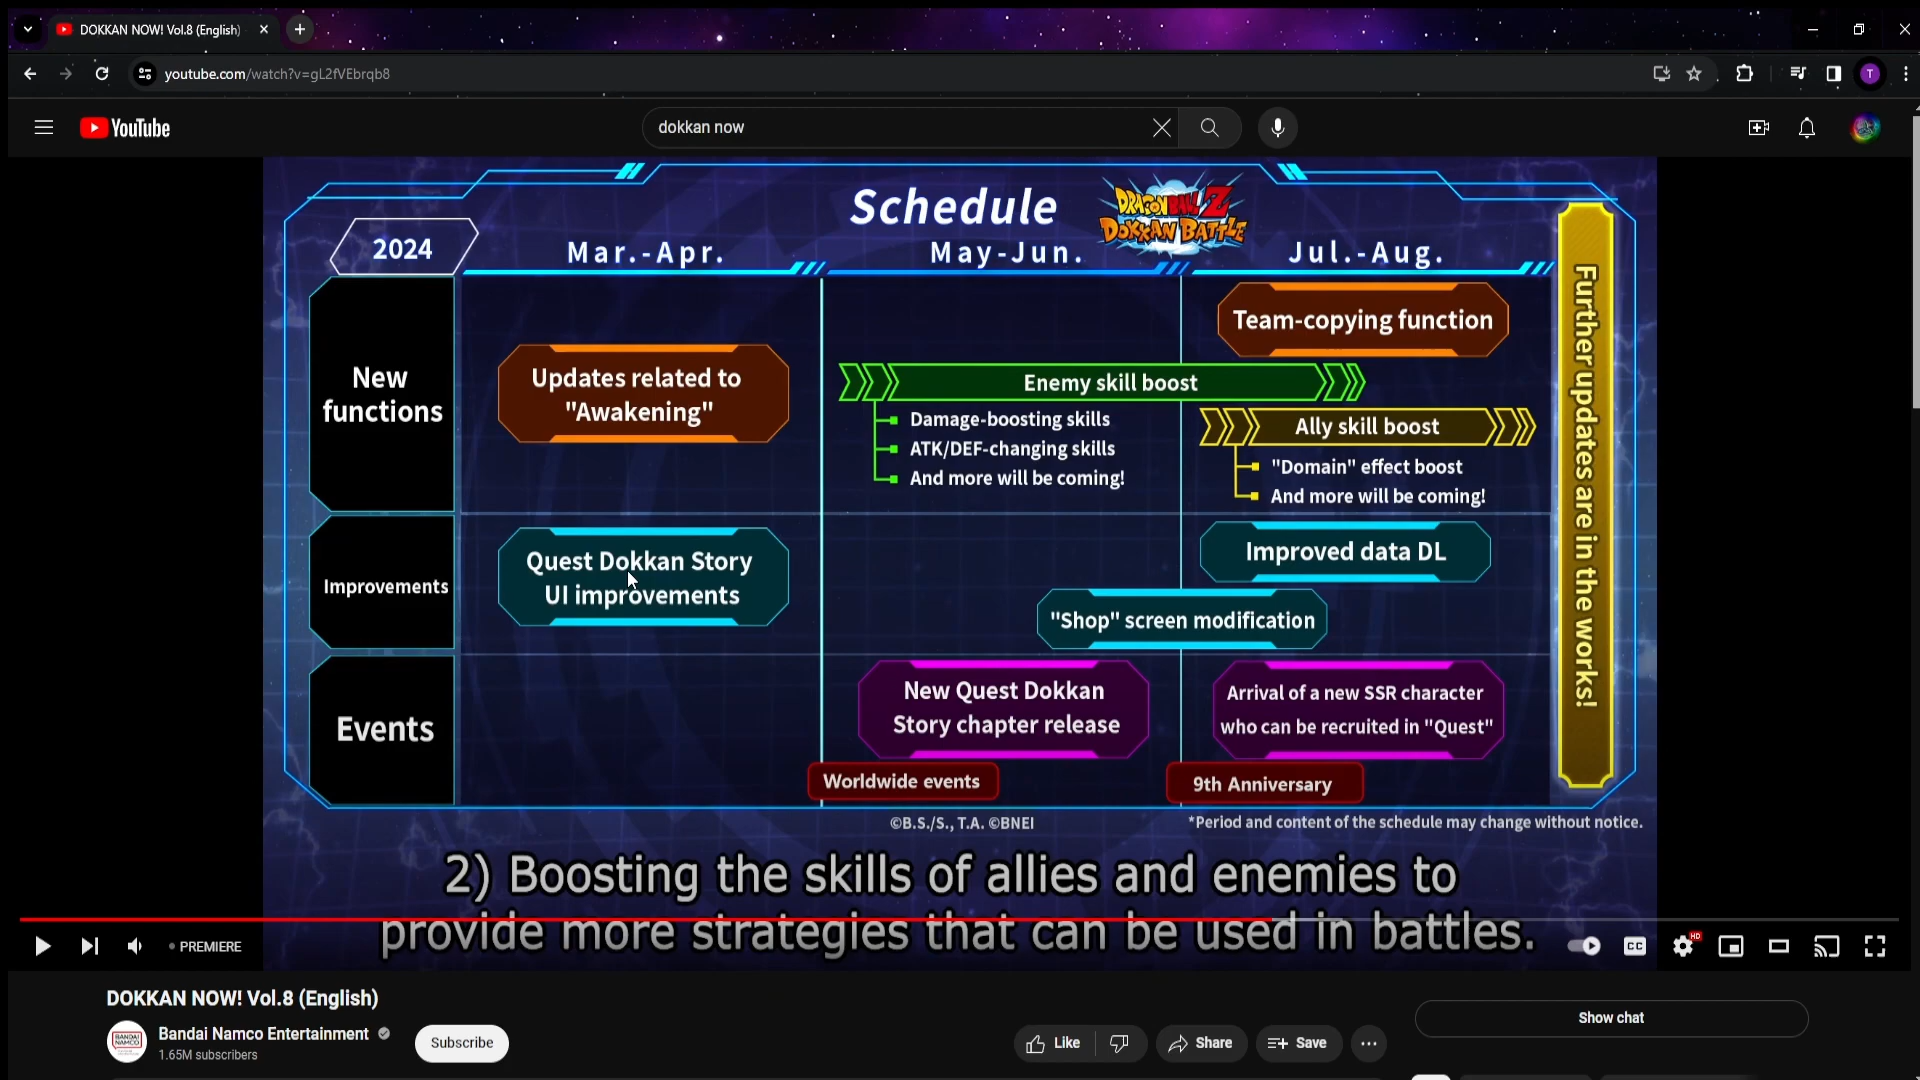 DOKKAN NOW! Vol.8 (English)
youtube.com/watch?v=gL2fVEbrqb8
T
YouTube
dokkan now
Schedule
DRAGON BALL Z
DOKKAN BATTLE
2024
Mar.-Apr.
May-Jun.
Jul.-Aug.
New
functions
Updates related to
"Awakening"
Team-copying function
Enemy skill boost
Damage-boosting skills
ATK/DEF-changing skills
And more will be coming!
Ally skill boost
"Domain" effect boost
And more will be coming!
Improvements
Quest Dokkan Story
UI improvements
Improved data DL
"Shop" screen modification
Events
New Quest Dokkan
Story chapter release
Arrival of a new SSR character
who can be recruited in "Quest"
Worldwide events
9th Anniversary
Further updates are in the works!
©B.S./S., T.A. ©BNEI
*Period and content of the schedule may change without notice.
2) Boosting the skills of allies and enemies to
provide more strategies that can be used in battles.
PREMIERE
CC
HD
DOKKAN NOW! Vol.8 (English)
BANDAI
NAMCO
Bandai Namco Entertainment
1.65M subscribers
Subscribe
Like
Share
Save
Show chat